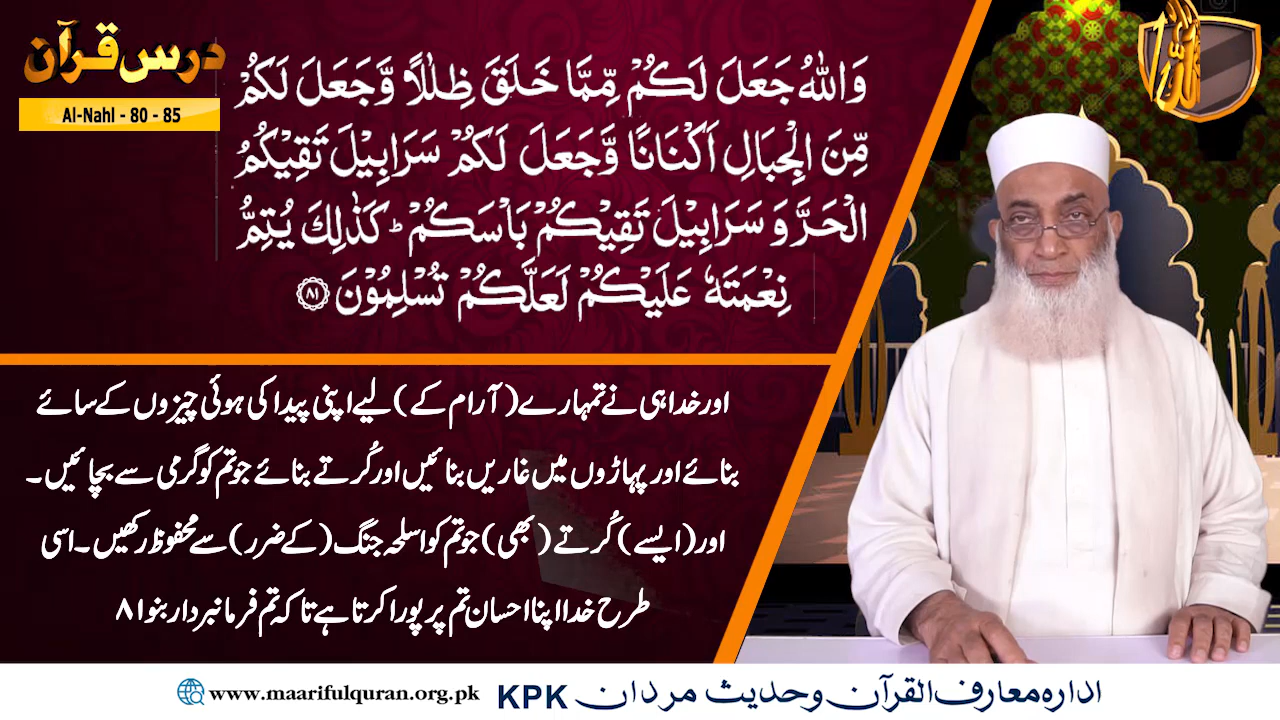 درس قرآن
Al-Nahl - 80 - 85
وَاللّٰهُ جَعَلَ لَكُمْ مِّمَّا خَلَقَ ظِلٰلًا وَّجَعَلَ لَكُمْ
مِّنَ الْجِبَالِ اَكْنَانًا وَّجَعَلَ لَكُمْ سَرَابِيْلَ تَقِيْكُمُ
الْحَرَّ وَ سَرَابِيْلَ تَقِيْكُمْ بَاْسَكُمْ ؕ كَذٰلِكَ يُتِمُّ
نِعْمَتَهٗ عَلَيْكُمْ لَعَلَّكُمْ تُسْلِمُوْنَ ﴿۸۱﴾
اور خدا ہی نے تمہارے (آرام کے) لیے اپنی پیدا کی ہوئی چیزوں کے سائے
بنائے اور پہاڑوں میں غاریں بنائیں اور کُرتے بنائے جو تم کو گرمی سے بچائیں۔
اور (ایسے) کُرتے (بھی) جو تم کو اسلحہ جنگ (کے ضرر) سے محفوظ رکھیں۔ اسی
طرح خدا اپنا احسان تم پر پورا کرتا ہے تاکہ تم فرمانبردار بنو ۸۱
الله
www.maarifulquran.org.pk
ادارہ معارف القرآن وحدیث مردان KPK